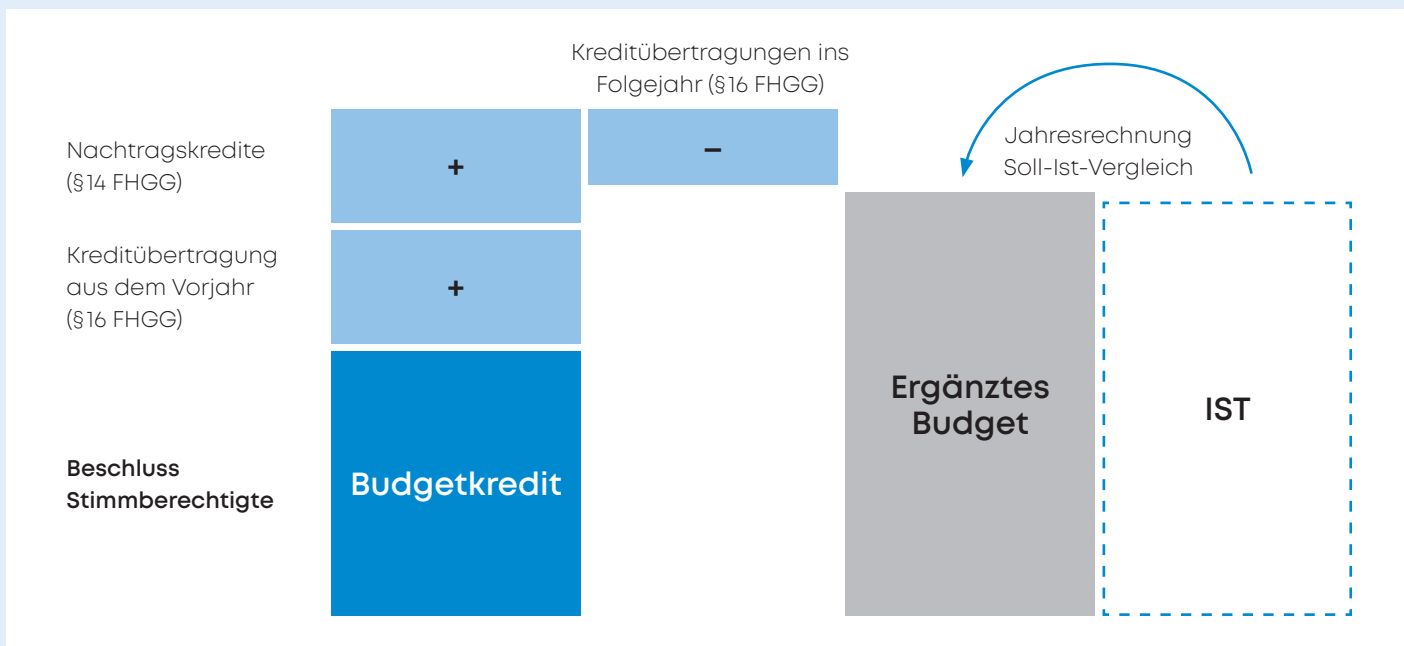 Kreditübertragungen ins
Folgejahr (§16 FHGG)
Nachtragskredite
(§14 FHGG)
+
–
Jahresrechnung
Soll-Ist-Vergleich
Kreditübertragung
aus dem Vorjahr
(§16 FHGG)
+
Ergänztes
Budget
IST
Beschluss
Stimmberechtigte
Budgetkredit